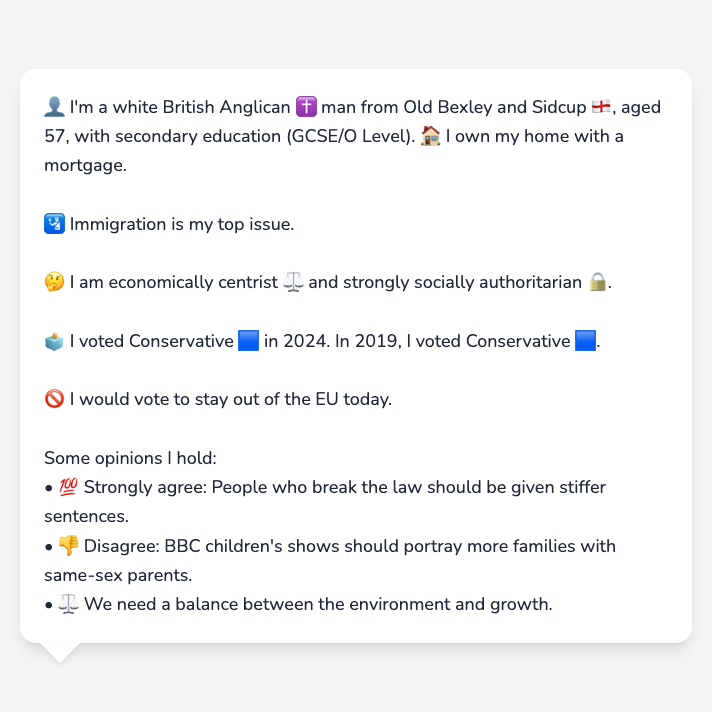 👤 I'm a white British Anglican ✝️ man from Old Bexley and Sidcup 🏴󠁧󠁢󠁥󠁮󠁧󠁿, aged
57, with secondary education (GCSE/O Level). 🏠 I own my home with a
mortgage.
🛂 Immigration is my top issue.
🤔 I am economically centrist ⚖️ and strongly socially authoritarian 🔒.
🗳️ I voted Conservative 🟦 in 2024. In 2019, I voted Conservative 🟦.
🚫 I would vote to stay out of the EU today.
Some opinions I hold:
• 💯 Strongly agree: People who break the law should be given stiffer
sentences.
• 👎 Disagree: BBC children's shows should portray more families with
same-sex parents.
• ⚖️ We need a balance between the environment and growth.